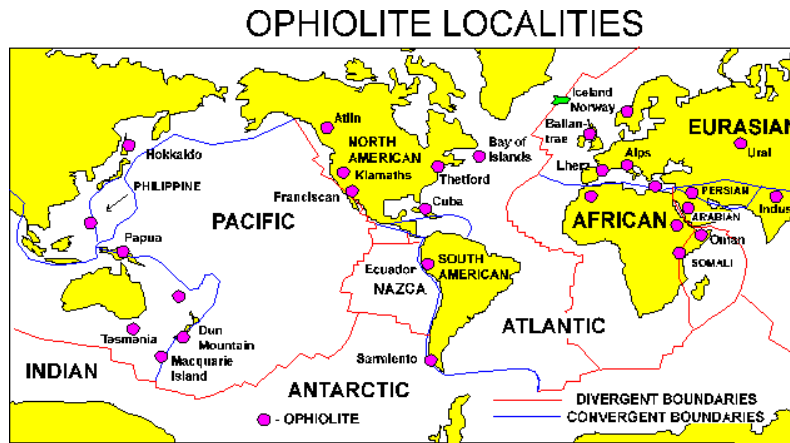 OPHIOLITE LOCALITIES
Iceland
Norway
Atlin
Ballan-
trae
EURASIAN
NORTH
AMERICAN
Bay of
Islands
Alps
Ural
Hokkaido
Lherz
Klamaths
Thetford
PHILIPPINE
Franciscan
PERSIAN
Cuba
Indus
PACIFIC
AFRICAN
ARABIAN
Oman
Papua
SOUTH
AMERICAN
SOMALI
Ecuador
NAZCA
ATLANTIC
Tasmania
Dun
Mountain
Macquarie
Island
Sarmiento
INDIAN
ANTARCTIC
DIVERGENT BOUNDARIES
CONVERGENT BOUNDARIES
- OPHIOLITE